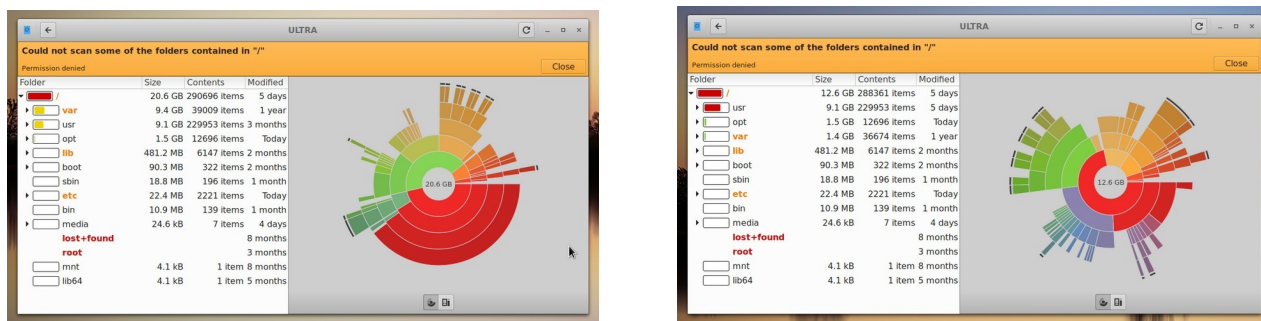 ULTRA
Could not scan some of the folders contained in "/"
Permission denied
Close
Folder Size Contents Modified
/ 20.6 GB 290696 items 5 days
var 9.4 GB 39009 items 1 year
usr 9.1 GB 229953 items 3 months
opt 1.5 GB 12696 items Today
lib 481.2 MB 6147 items 2 months
boot 90.3 MB 322 items 2 months
sbin 18.8 MB 196 items 1 month
etc 22.4 MB 2221 items Today
bin 10.9 MB 139 items 1 month
media 24.6 kB 7 items 4 days
lost+found 8 months
root 3 months
mnt 4.1 kB 1 item 8 months
lib64 4.1 kB 1 item 5 months
20.6 GB
ULTRA
Could not scan some of the folders contained in "/"
Permission denied
Close
Folder Size Contents Modified
/ 12.6 GB 288361 items 5 days
usr 9.1 GB 229953 items 5 days
opt 1.5 GB 12696 items Today
var 1.4 GB 36674 items 1 year
lib 481.2 MB 6147 items 2 months
boot 90.3 MB 322 items 2 months
sbin 18.8 MB 196 items 1 month
etc 22.4 MB 2221 items Today
bin 10.9 MB 139 items 1 month
media 24.6 kB 7 items 4 days
lost+found 8 months
root 3 months
mnt 4.1 kB 1 item 8 months
lib64 4.1 kB 1 item 5 months
12.6 GB